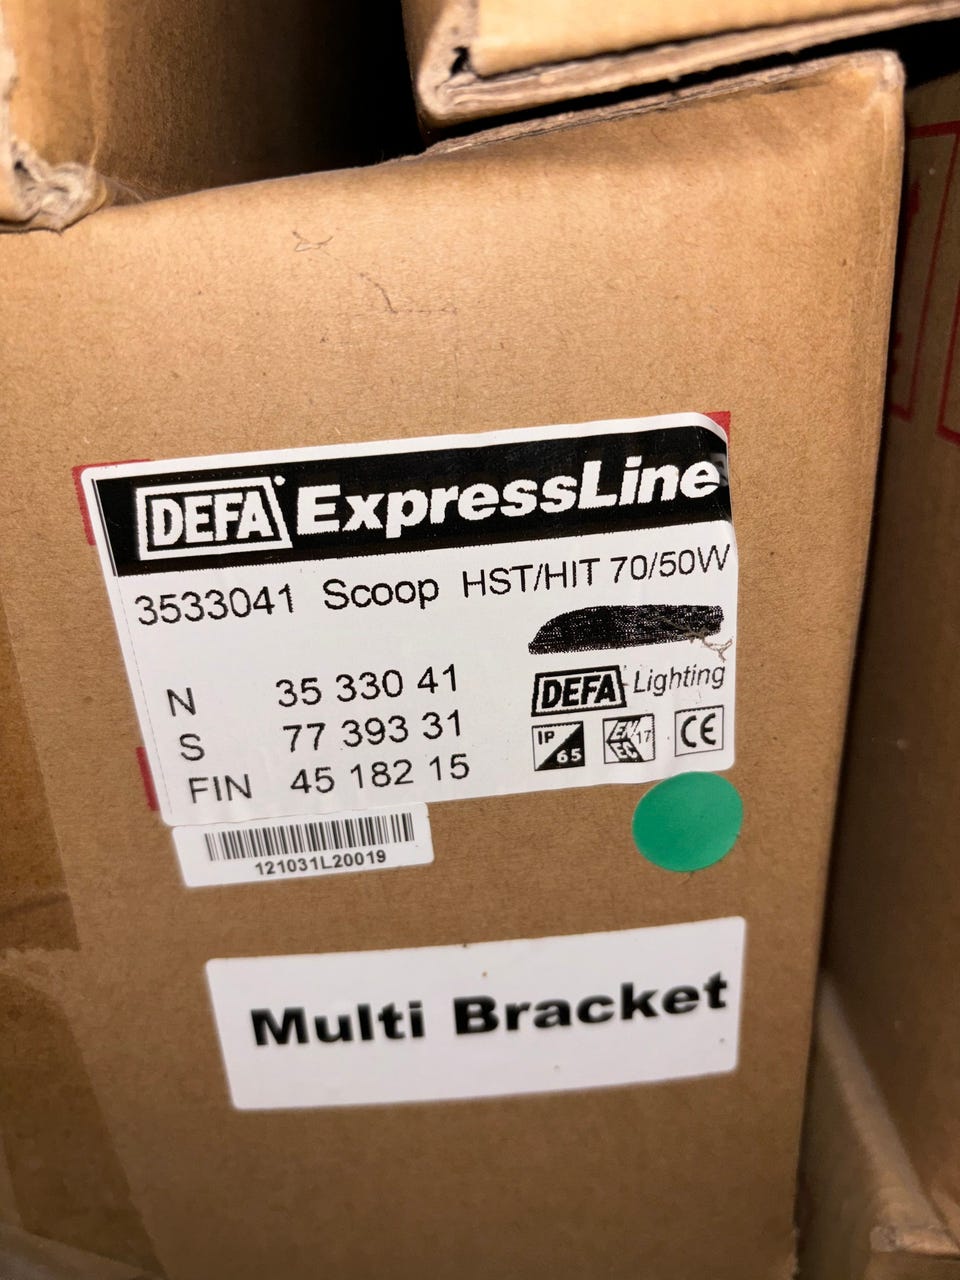 DEFA ExpressLine
3533041 Scoop HST/HIT 70/50W
N 35 330 41
S 77 393 31
FIN 45 182 15
DEFA Lighting
IP 65
EN EC 17
CE
121031L20019
Multi Bracket